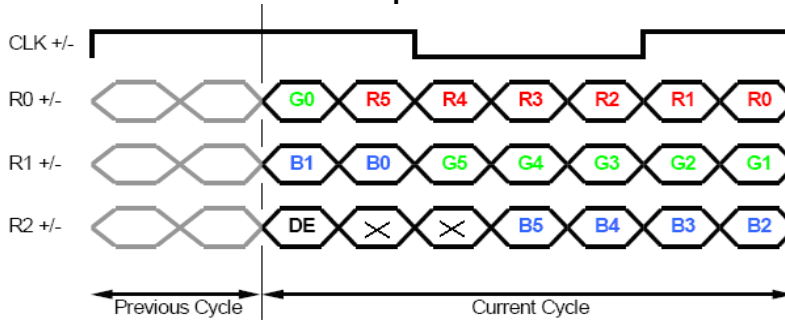 CLK +/-
R0 +/- G0 R5 R4 R3 R2 R1 R0
R1 +/- B1 B0 G5 G4 G3 G2 G1
R2 +/- DE B5 B4 B3 B2
Previous Cycle Current Cycle